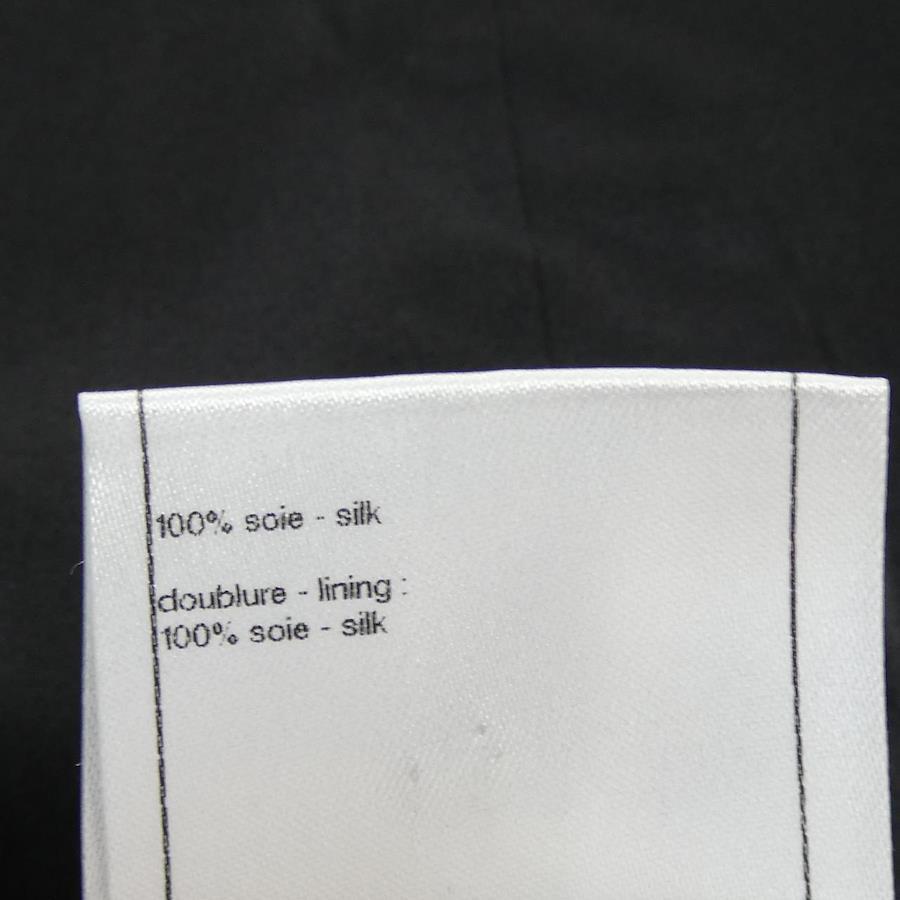 100% soie - silk
doublure - lining :
100% soie - silk